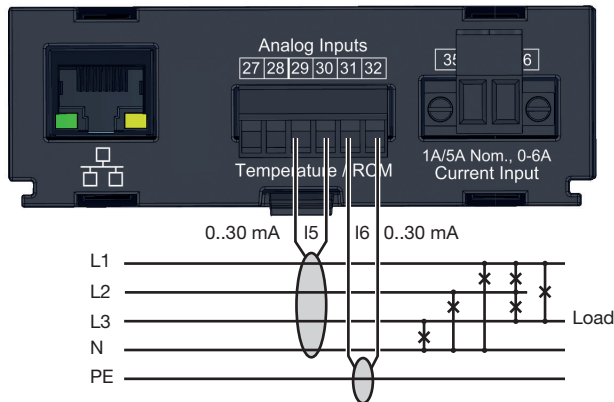 Analog Inputs
27 28 29 30 31 32
35 6
Temperature / RCM
1A/5A Nom., 0-6A
Current Input
0..30 mA I5 I6 0..30 mA
L1
L2
L3
Load
N
PE